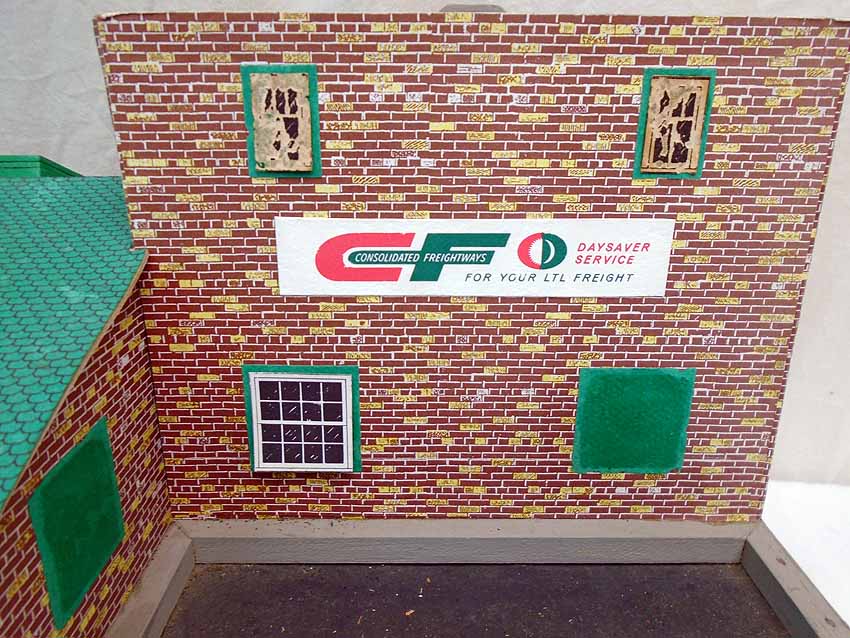 CF CONSOLIDATED FREIGHTWAYS
DAYSAVER
SERVICE
FOR YOUR LTL FREIGHT